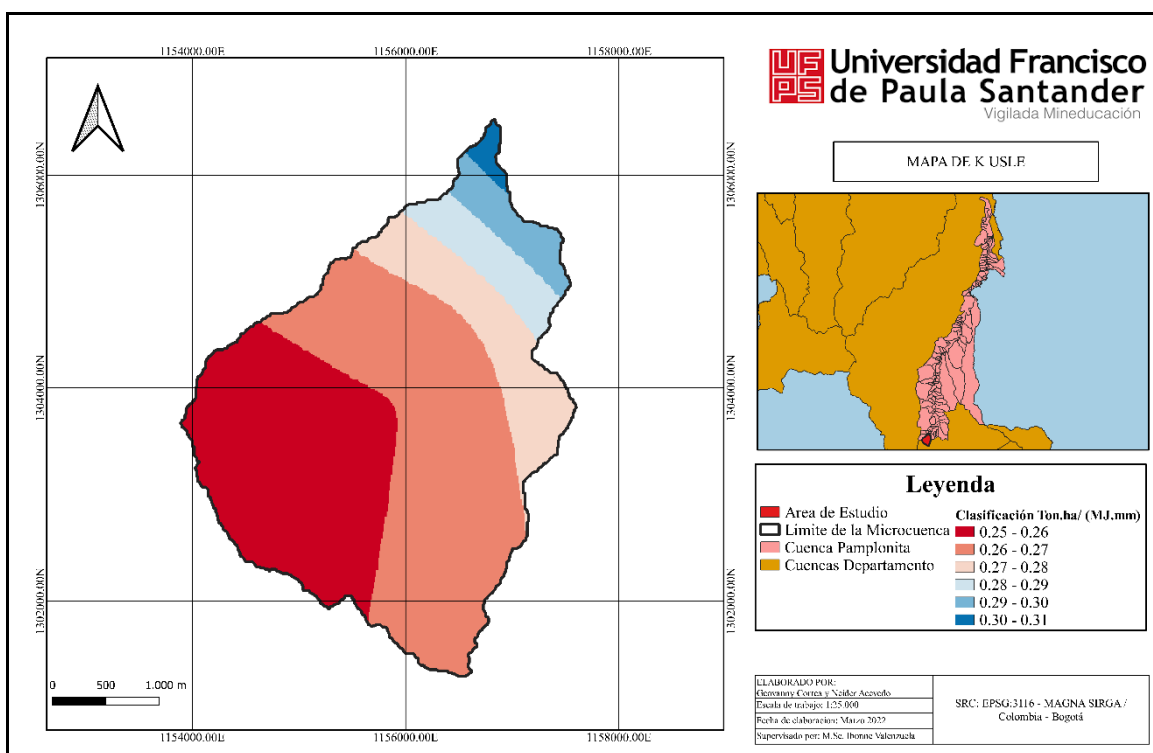 1154000.00E 1156000.00E 1158000.00E
UF
PS
Universidad Francisco
de Paula Santander
Vigilada Mineducación
MAPA DE K USLE
1306000.00N 1306000.00N
1304000.00N 1304000.00N
1302000.00N 1302000.00N
Leyenda
Area de Estudio
Limite de la Microcuenca
Cuenca Pamplonita
Cuencas Departamento
Clasificación Ton.ha/ (MJ.mm)
0.25 - 0.26
0.26 - 0.27
0.27 - 0.28
0.28 - 0.29
0.29 - 0.30
0.30 - 0.31
0 500 1.000 m
1154000.00E 1156000.00E 1158000.00E
ELABORADO POR:
Geovanny Correa y Neider Acevedo
Escala de trabajo: 1:25.000
Fecha de elaboracion: Marzo 2022
Supervisado por: M.Sc. Ibonne Valenzuela
SRC: EPSG:3116 - MAGNA SIRGA /
Colombia - Bogotá